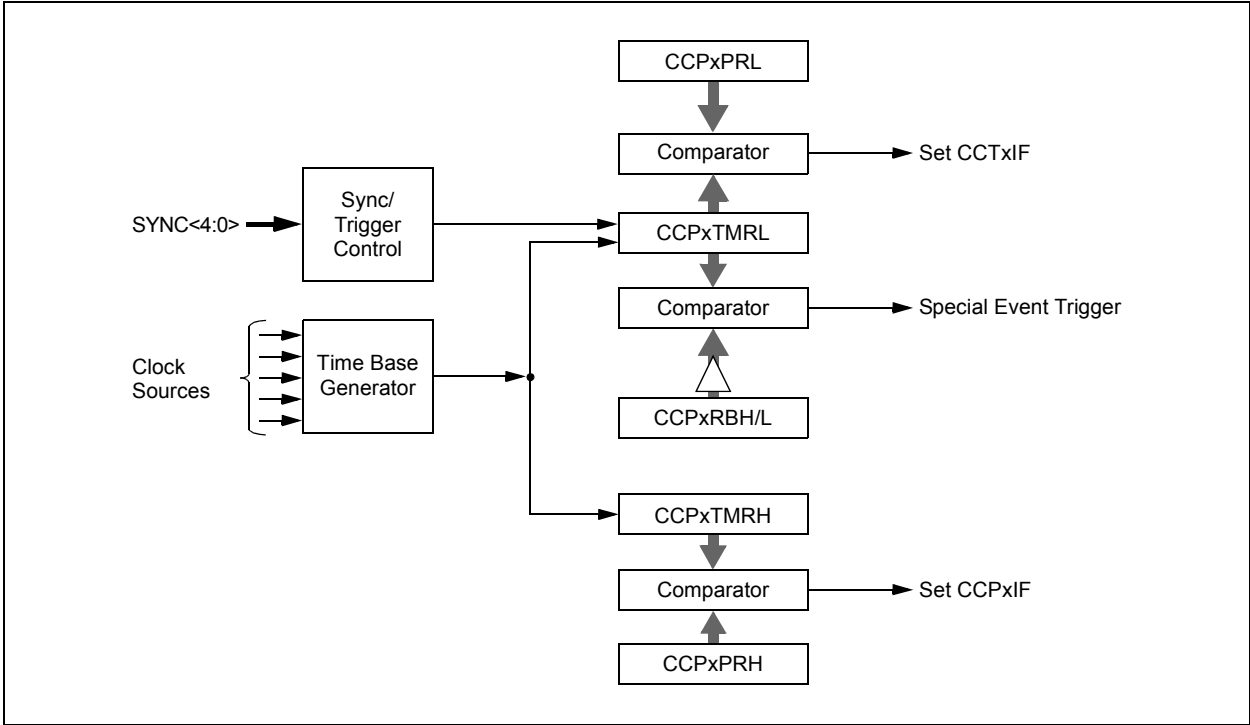 CCPxPRL
Comparator
Set CCTxIF
SYNC<4:0>
Sync/
Trigger
Control
CCPxTMRL
Comparator
Special Event Trigger
Clock
Sources
Time Base
Generator
CCPxRBH/L
CCPxTMRH
Comparator
Set CCPxIF
CCPxPRH